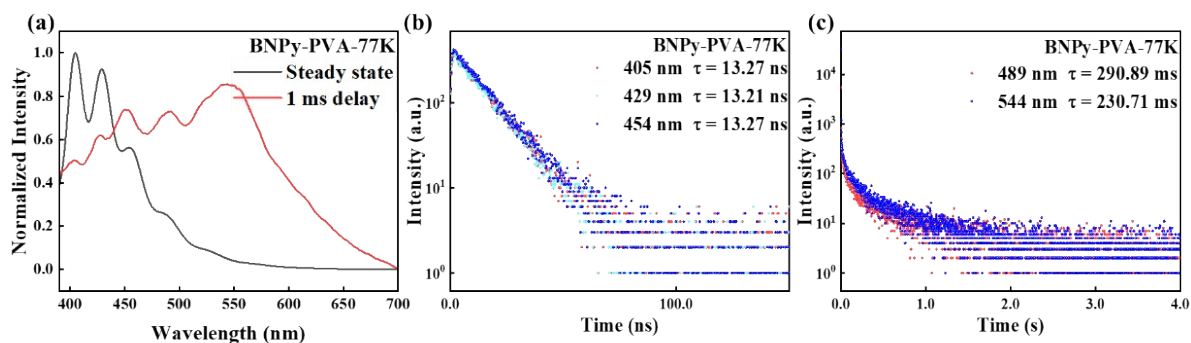 (a)
BNPy-PVA-77K
Steady state
1 ms delay
Normalized Intensity
1.0
0.8
0.6
0.4
0.2
0.0
400 450 500 550 600 650 700
Wavelength (nm)
(b)
BNPy-PVA-77K
405 nm τ = 13.27 ns
429 nm τ = 13.21 ns
454 nm τ = 13.27 ns
Intensity (a.u.)
10²
10¹
10⁰
0.0 100.0
Time (ns)
(c)
BNPy-PVA-77K
489 nm τ = 290.89 ms
544 nm τ = 230.71 ms
Intensity (a.u.)
10⁴
10³
10²
10¹
10⁰
0.0 1.0 2.0 3.0 4.0
Time (s)